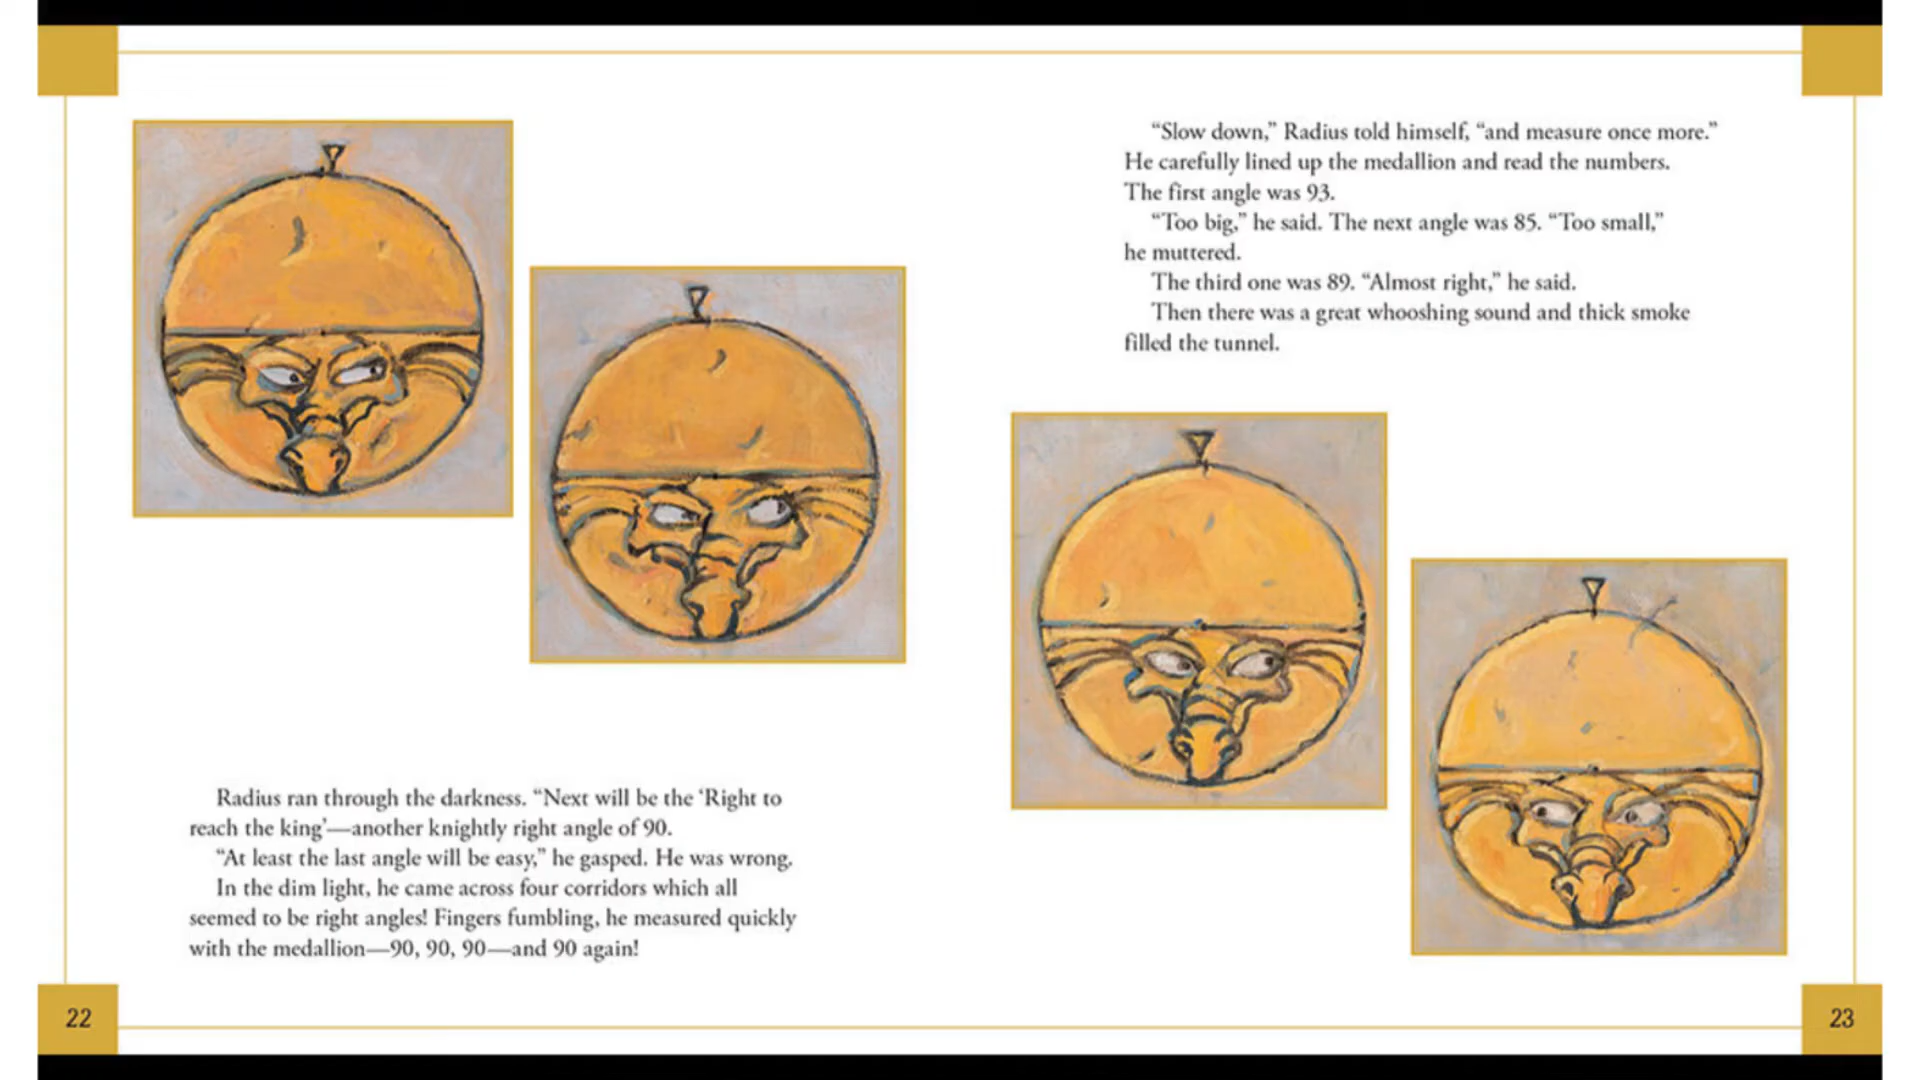 Radius ran through the darkness. “Next will be the ‘Right to
reach the king’—another knightly right angle of 90.
“At least the last angle will be easy,” he gasped. He was wrong.
In the dim light, he came across four corridors which all
seemed to be right angles! Fingers fumbling, he measured quickly
with the medallion—90, 90, 90—and 90 again!
22
“Slow down,” Radius told himself, “and measure once more.”
He carefully lined up the medallion and read the numbers.
The first angle was 93.
“Too big,” he said. The next angle was 85. “Too small,”
he muttered.
The third one was 89. “Almost right,” he said.
Then there was a great whooshing sound and thick smoke
filled the tunnel.
23